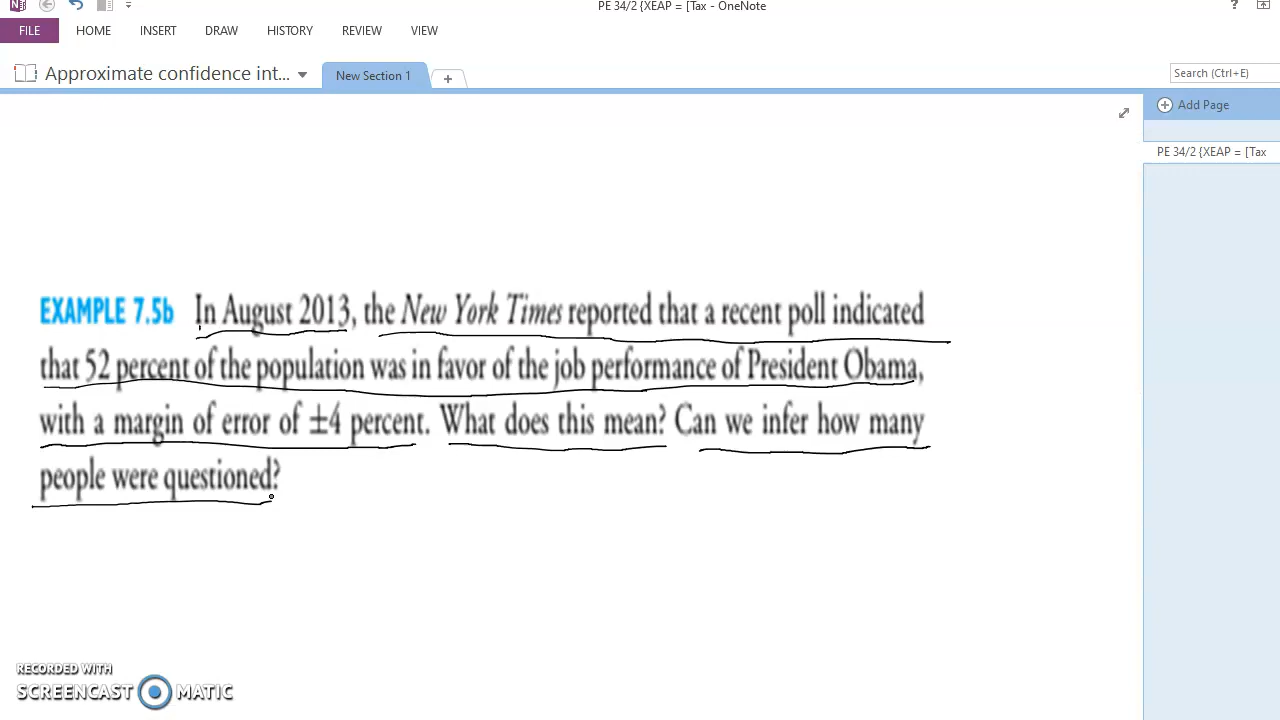 PE 34/2 {XEAP = [Tax - OneNote
?
FILE HOME INSERT DRAW HISTORY REVIEW VIEW
Approximate confidence int... New Section 1 + Search (Ctrl+E)
Add Page
PE 34/2 {XEAP = [Tax
EXAMPLE 7.5b In August 2013, the New York Times reported that a recent poll indicated
that 52 percent of the population was in favor of the job performance of President Obama,
with a margin of error of ±4 percent. What does this mean? Can we infer how many
people were questioned?
RECORDED WITH
SCREENCAST MATIC